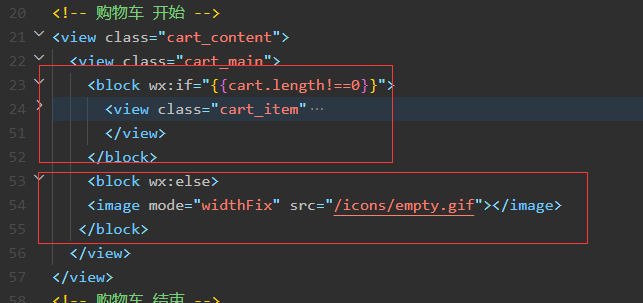 20 <!-- 购物车 开始 -->
21 <view class="cart_content">
22 <view class="cart_main">
23 <block wx:if="{{cart.length!==0}}">
24 <view class="cart_item"···
51 </view>
52 </block>
53 <block wx:else>
54 <image mode="widthFix" src="/icons/empty.gif"></image>
55 </block>
56 </view>
57 </view>
58 <!-- 购物车 结束 -->